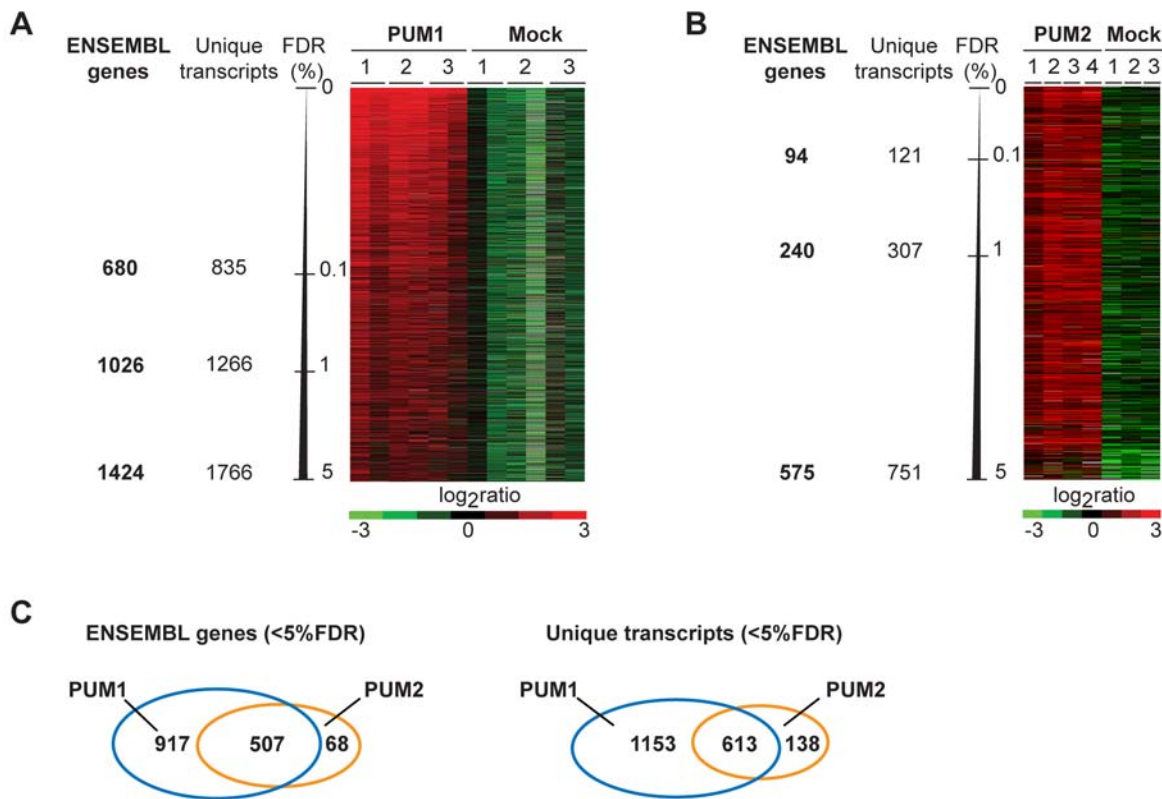 A
ENSEMBL genes
Unique transcripts
FDR (%)
PUM1
Mock
1 2 3 1 2 3
0
680 835 0.1
1026 1266 1
1424 1766 5
log2ratio
-3 0 3
B
ENSEMBL genes
Unique transcripts
FDR (%)
PUM2 Mock
1 2 3 4 1 2 3
0
94 121 0.1
240 307 1
575 751 5
log2ratio
-3 0 3
C
ENSEMBL genes (<5%FDR)
PUM1
PUM2
917 507 68
Unique transcripts (<5%FDR)
PUM1
PUM2
1153 613 138